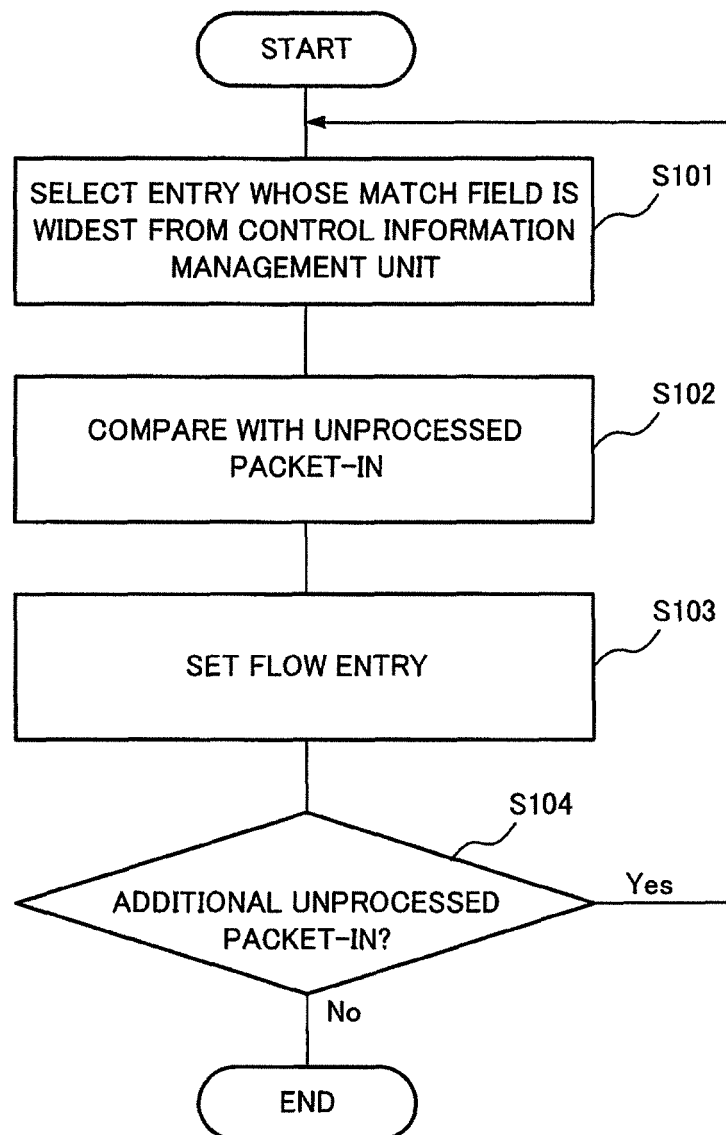 START
SELECT ENTRY WHOSE MATCH FIELD IS
WIDEST FROM CONTROL INFORMATION
MANAGEMENT UNIT
S101
COMPARE WITH UNPROCESSED
PACKET-IN
S102
SET FLOW ENTRY
S103
ADDITIONAL UNPROCESSED
PACKET-IN?
S104
Yes
No
END